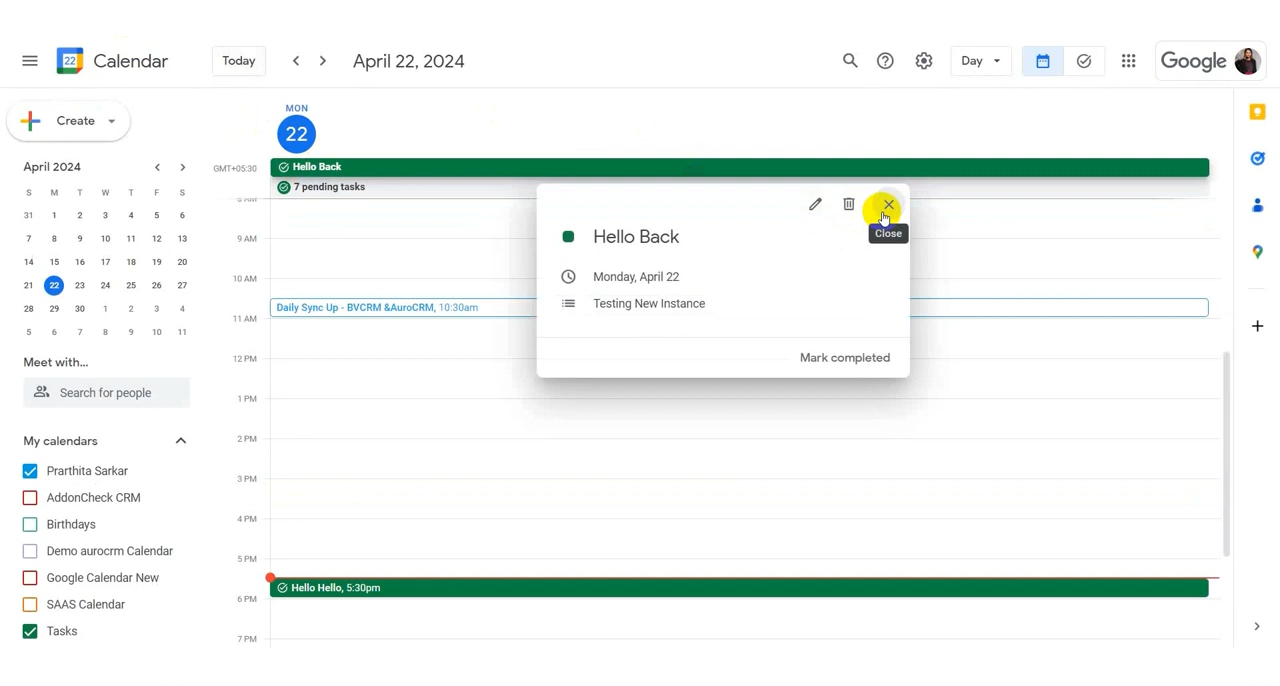 22 Calendar Today April 22, 2024 Day Google
Create
MON
22
April 2024
S M T W T F S
31 1 2 3 4 5 6
7 8 9 10 11 12 13
14 15 16 17 18 19 20
21 22 23 24 25 26 27
28 29 30 1 2 3 4
5 6 7 8 9 10 11
Meet with...
Search for people
My calendars
Prarthita Sarkar
AddonCheck CRM
Birthdays
Demo aurocrm Calendar
Google Calendar New
SAAS Calendar
Tasks
GMT+05:30 Hello Back
7 pending tasks
8 AM
9 AM
10 AM
Daily Sync Up - BVCRM &AuroCRM, 10:30am
11 AM
12 PM
1 PM
2 PM
3 PM
4 PM
5 PM
Hello Hello, 5:30pm
6 PM
7 PM
Close
Hello Back
Monday, April 22
Testing New Instance
Mark completed